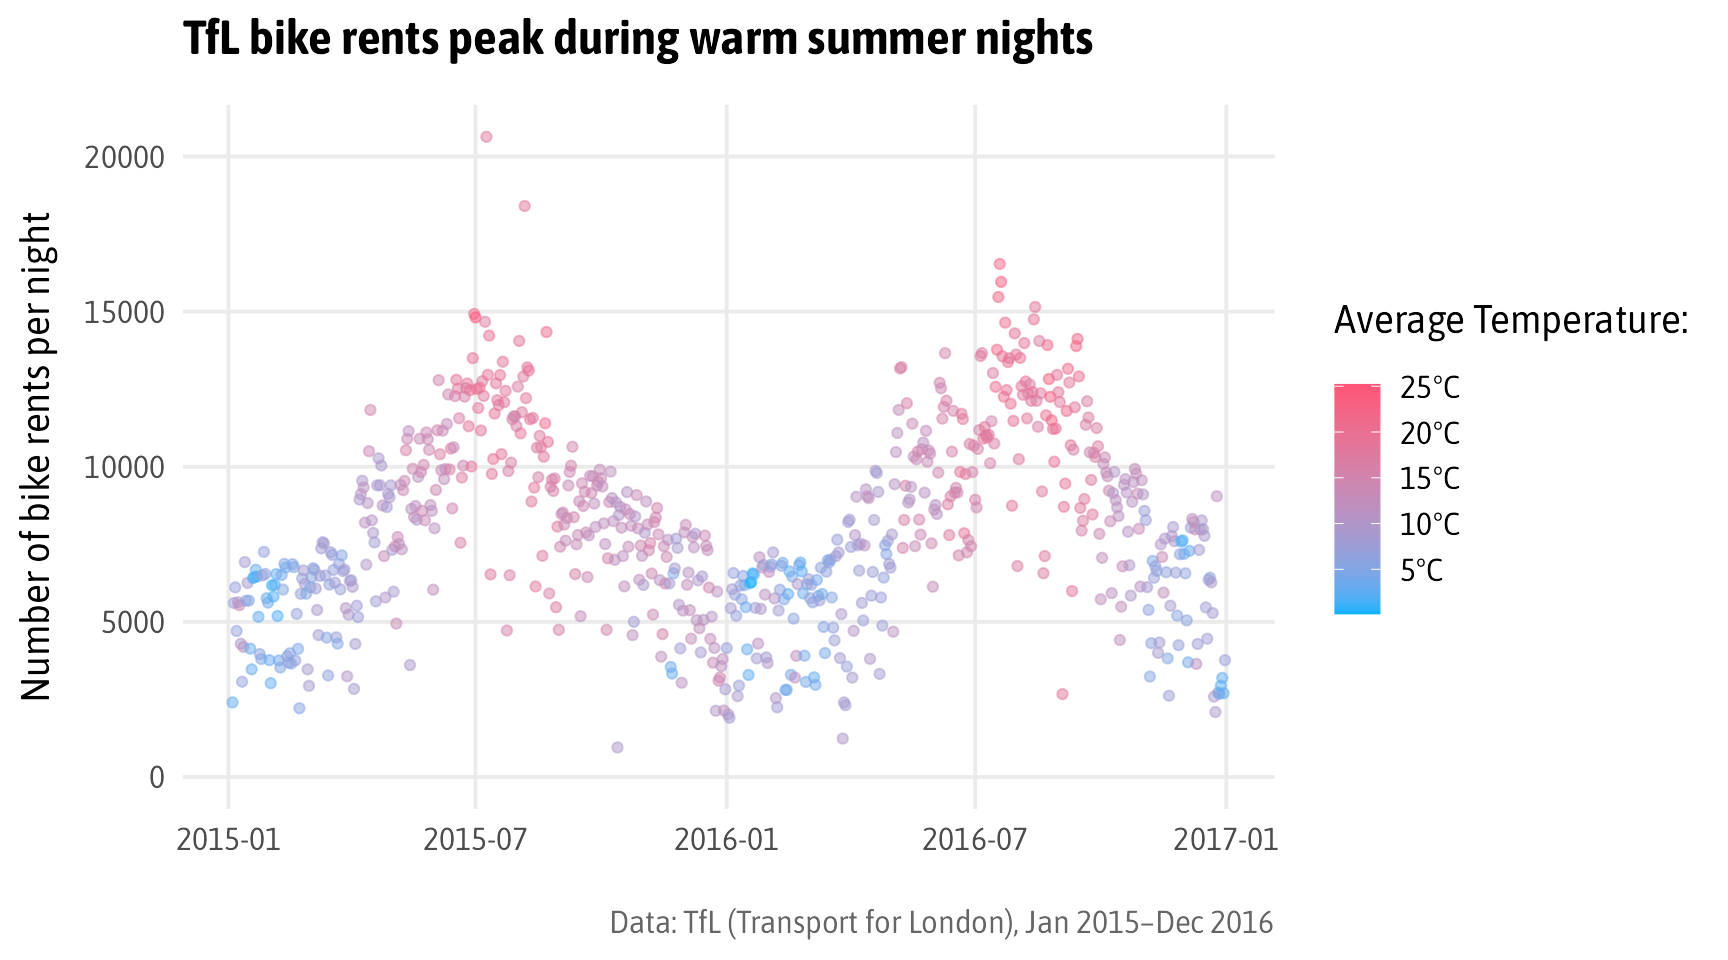 TfL bike rents peak during warm summer nights
Number of bike rents per night
20000
15000
10000
5000
0
2015-01
2015-07
2016-01
2016-07
2017-01
Average Temperature:
25°C
20°C
15°C
10°C
5°C
Data: TfL (Transport for London), Jan 2015–Dec 2016